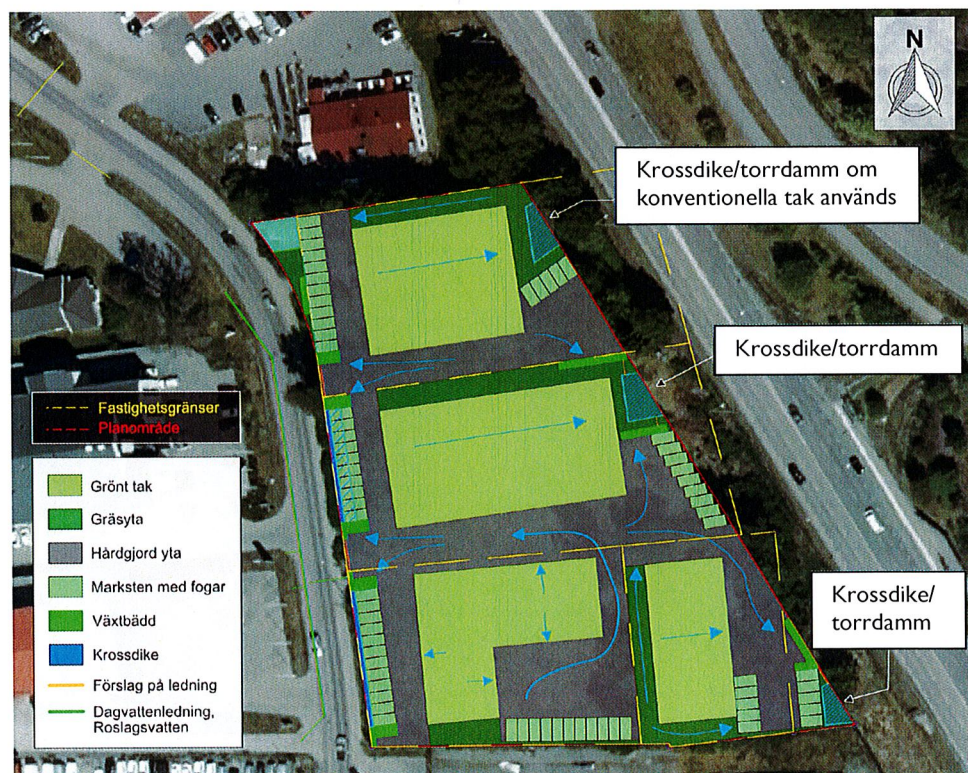 N
Krossdike/torrdamm om
konventionella tak används
Krossdike/torrdamm
Krossdike/
torrdamm
Fastighetsgränser
Planområde
Grönt tak
Gräsyta
Hårdgjord yta
Marksten med fogar
Växtbädd
Krossdike
Förslag på ledning
Dagvattenledning,
Roslagsvatten